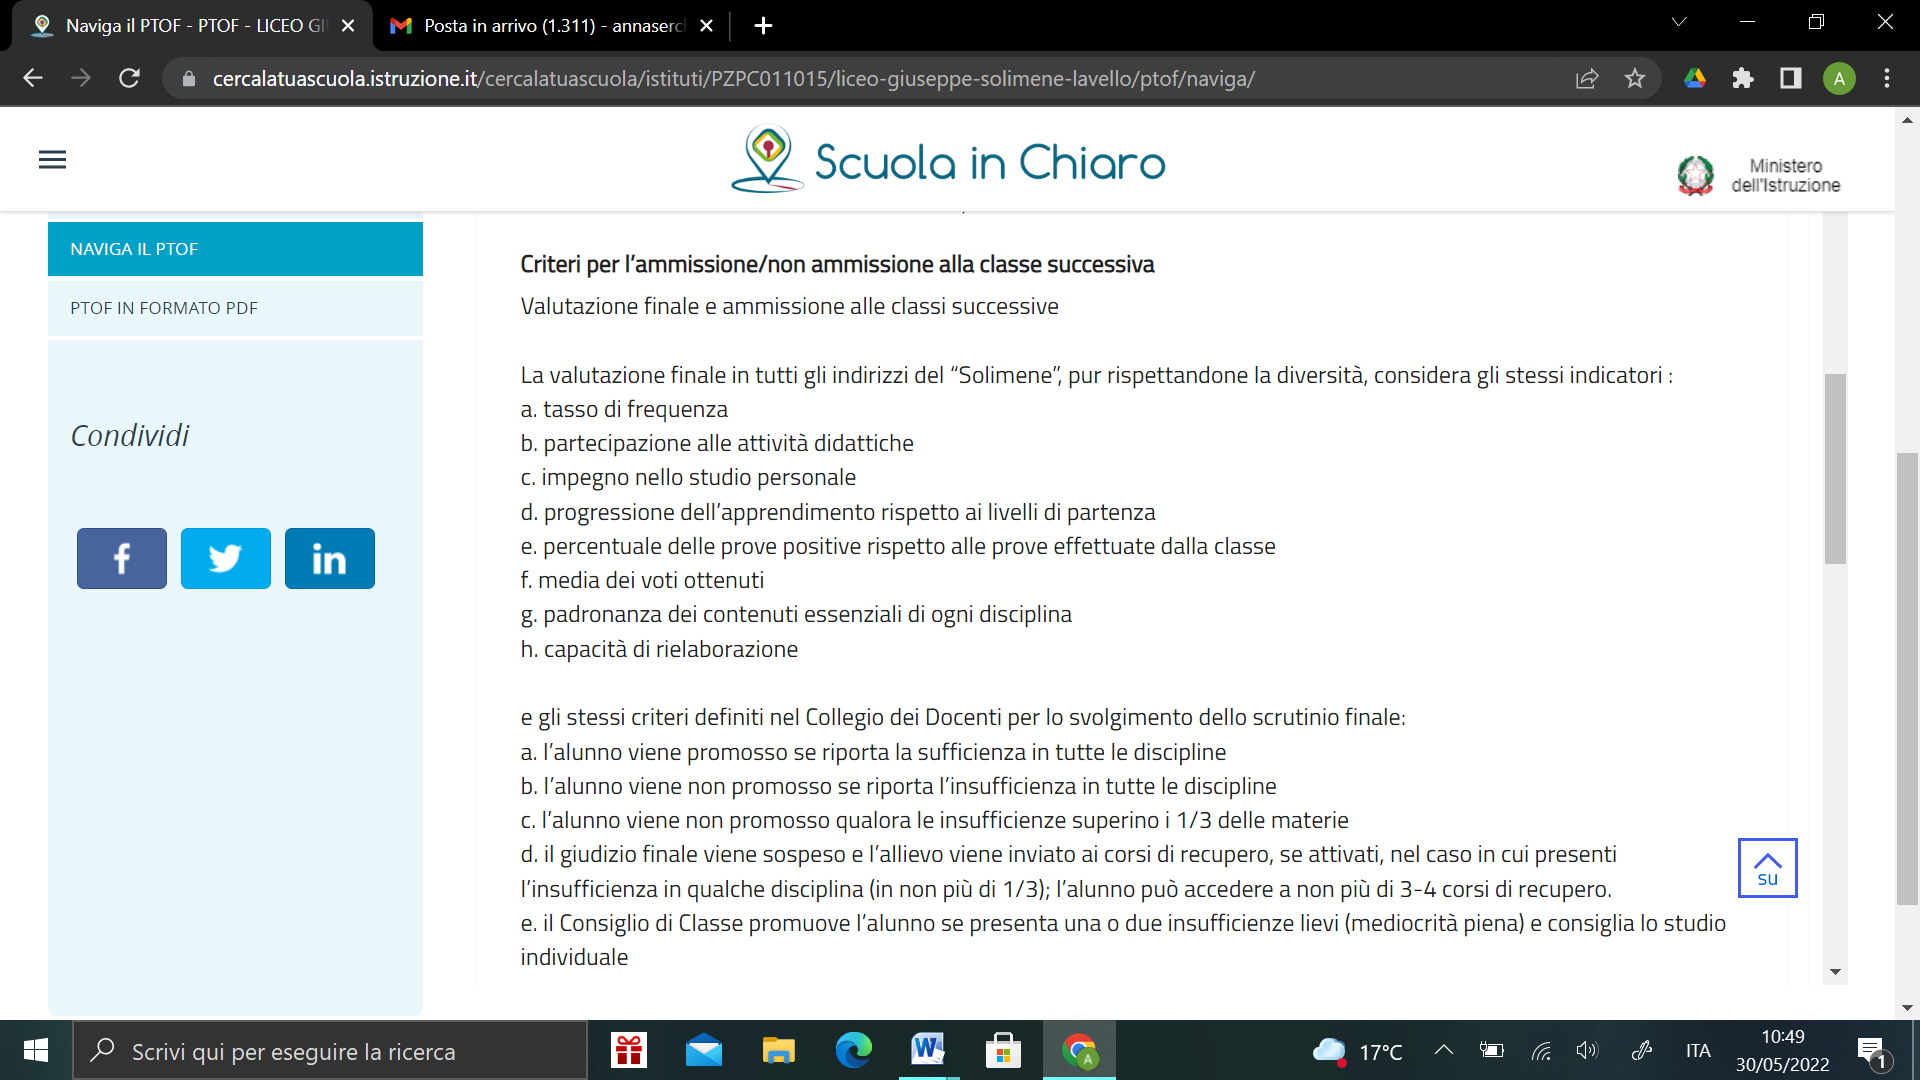 Naviga il PTOF - PTOF - LICEO GI
Posta in arrivo (1.311) - annaserc
cercalatuascuola.istruzione.it/cercalatuascuola/istituti/PZPC011015/liceo-giuseppe-solimene-lavello/ptof/naviga/
A
Scuola in Chiaro
Ministero
dell'Istruzione
NAVIGA IL PTOF
PTOF IN FORMATO PDF
Condividi
f
in
Criteri per l’ammissione/non ammissione alla classe successiva
Valutazione finale e ammissione alle classi successive
La valutazione finale in tutti gli indirizzi del “Solimene”, pur rispettandone la diversità, considera gli stessi indicatori :
a. tasso di frequenza
b. partecipazione alle attività didattiche
c. impegno nello studio personale
d. progressione dell’apprendimento rispetto ai livelli di partenza
e. percentuale delle prove positive rispetto alle prove effettuate dalla classe
f. media dei voti ottenuti
g. padronanza dei contenuti essenziali di ogni disciplina
h. capacità di rielaborazione
e gli stessi criteri definiti nel Collegio dei Docenti per lo svolgimento dello scrutinio finale:
a. l’alunno viene promosso se riporta la sufficienza in tutte le discipline
b. l’alunno viene non promosso se riporta l’insufficienza in tutte le discipline
c. l’alunno viene non promosso qualora le insufficienze superino i 1/3 delle materie
d. il giudizio finale viene sospeso e l’allievo viene inviato ai corsi di recupero, se attivati, nel caso in cui presenti
l’insufficienza in qualche disciplina (in non più di 1/3); l’alunno può accedere a non più di 3-4 corsi di recupero.
e. il Consiglio di Classe promuove l’alunno se presenta una o due insufficienze lievi (mediocrità piena) e consiglia lo studio
individuale
su
Scrivi qui per eseguire la ricerca
W
A
17°C
ITA
10:49
30/05/2022
1